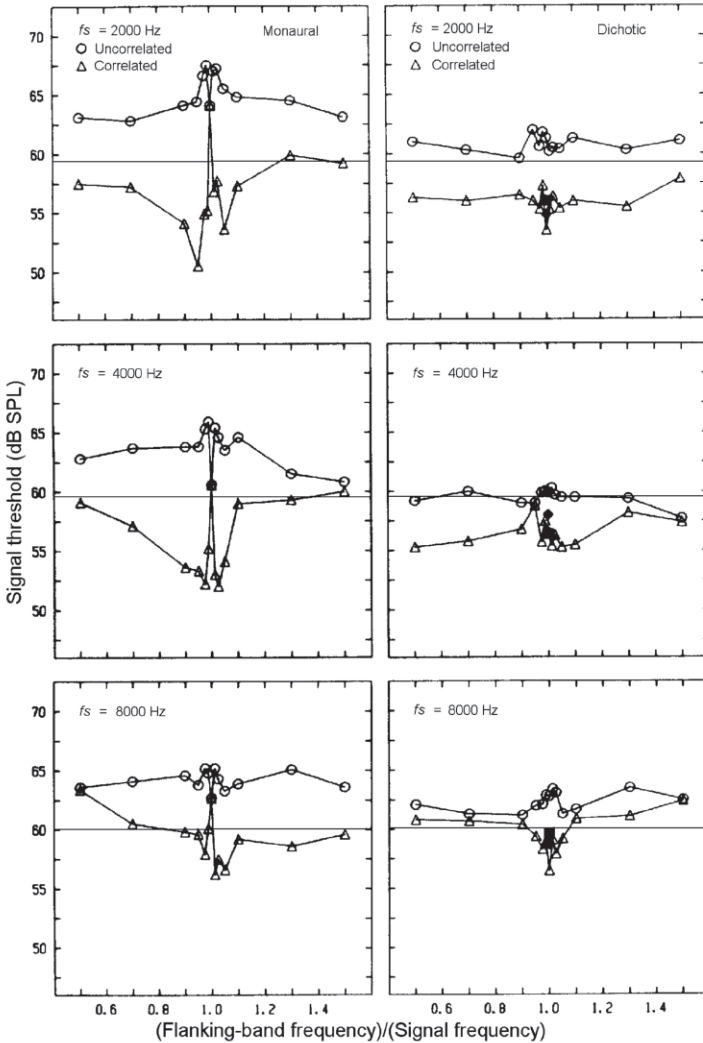 fs = 2000 Hz Monaural
Uncorrelated
Correlated
70
65
60
55
50
fs = 2000 Hz Dichotic
Uncorrelated
Correlated
fs = 4000 Hz
70
65
60
55
50
fs = 4000 Hz
fs = 8000 Hz
70
65
60
55
50
0.6 0.8 1.0 1.2 1.4
fs = 8000 Hz
0.6 0.8 1.0 1.2 1.4
Signal threshold (dB SPL)
(Flanking-band frequency)/(Signal frequency)